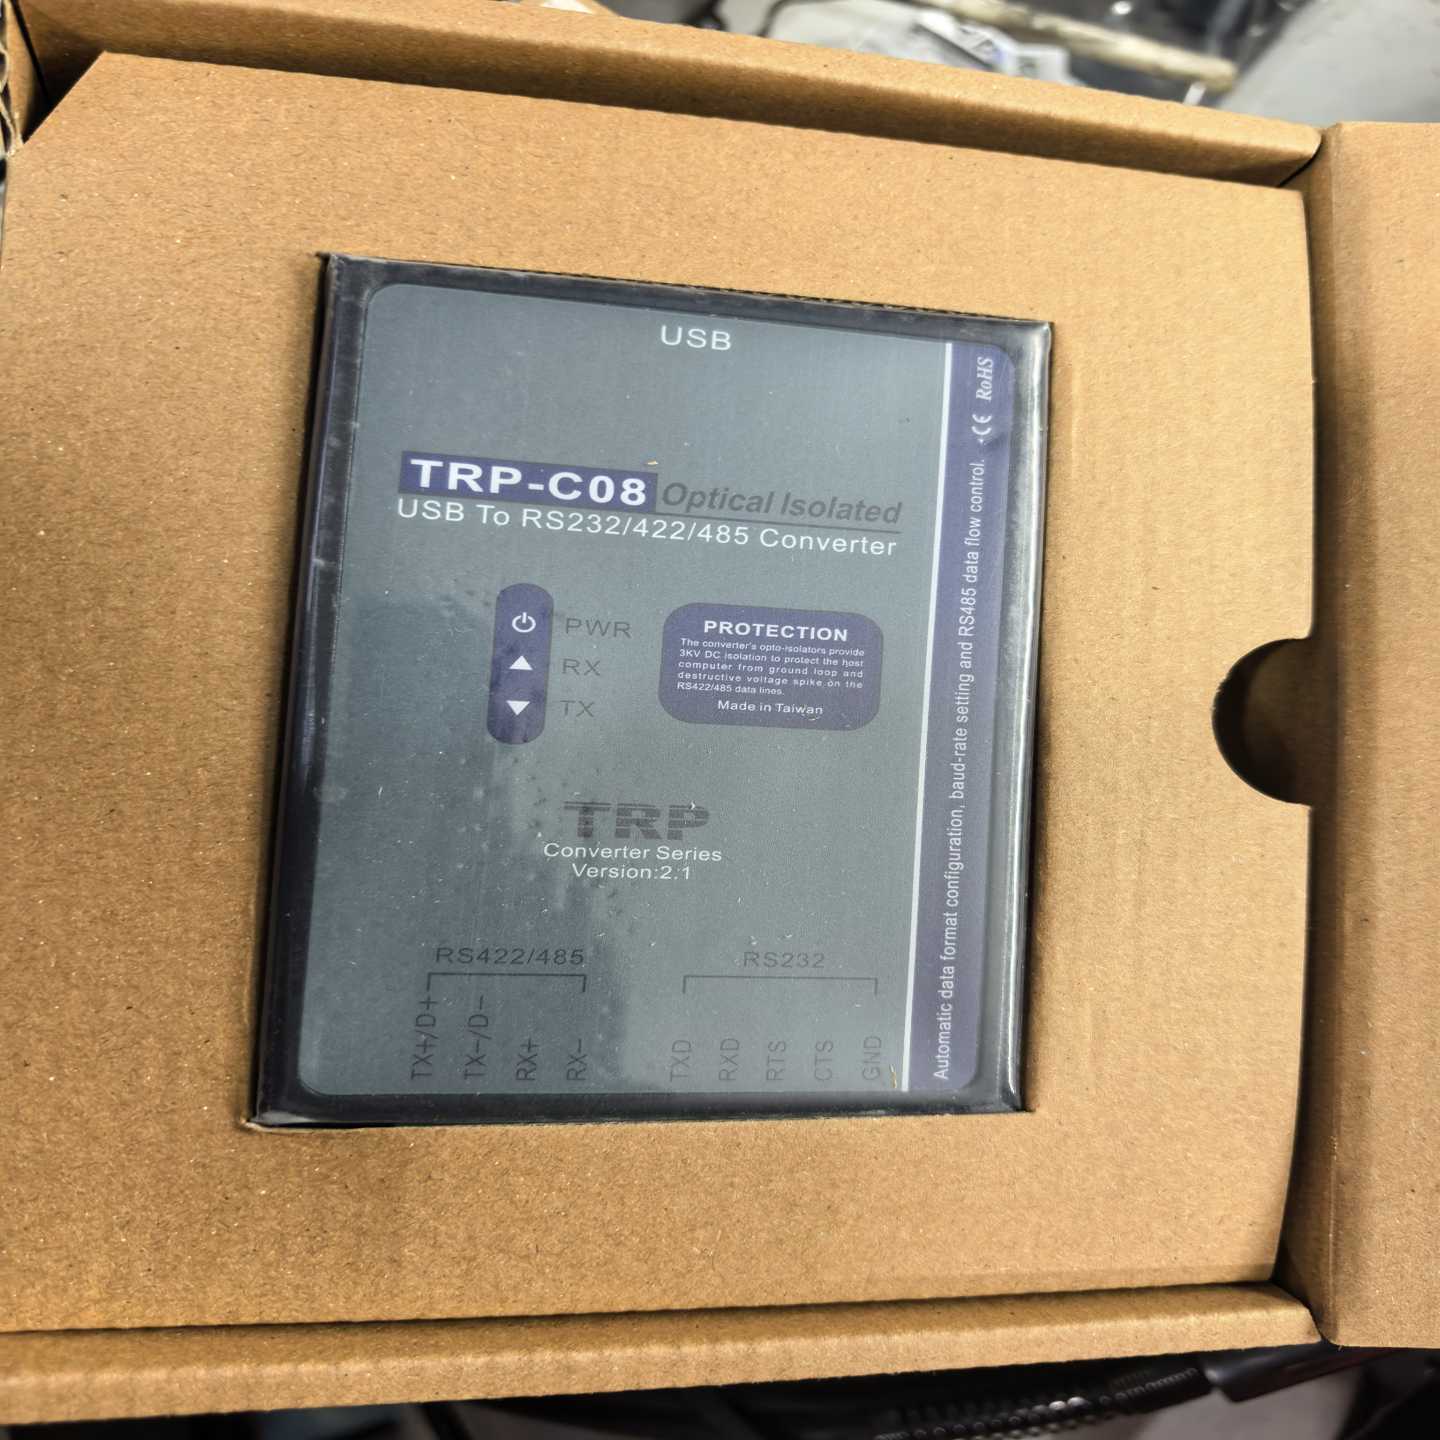 USB
TRP-C08 Optical Isolated
USB To RS232/422/485 Converter
PWR
RX
TX
PROTECTION
The converter's opto-isolators provide
3KV DC isolation to protect the host
computer from ground loop and
destructive voltage spike on the
RS422/485 data lines.
Made in Taiwan
TRP
Converter Series
Version:2.1
RS422/485
TX+/D+
TX-/D-
RX+
RX-
RS232
TXD
RXD
RTS
CTS
GND
Automatic data format configuration, baud-rate setting and RS485 data flow control. CE RoHS